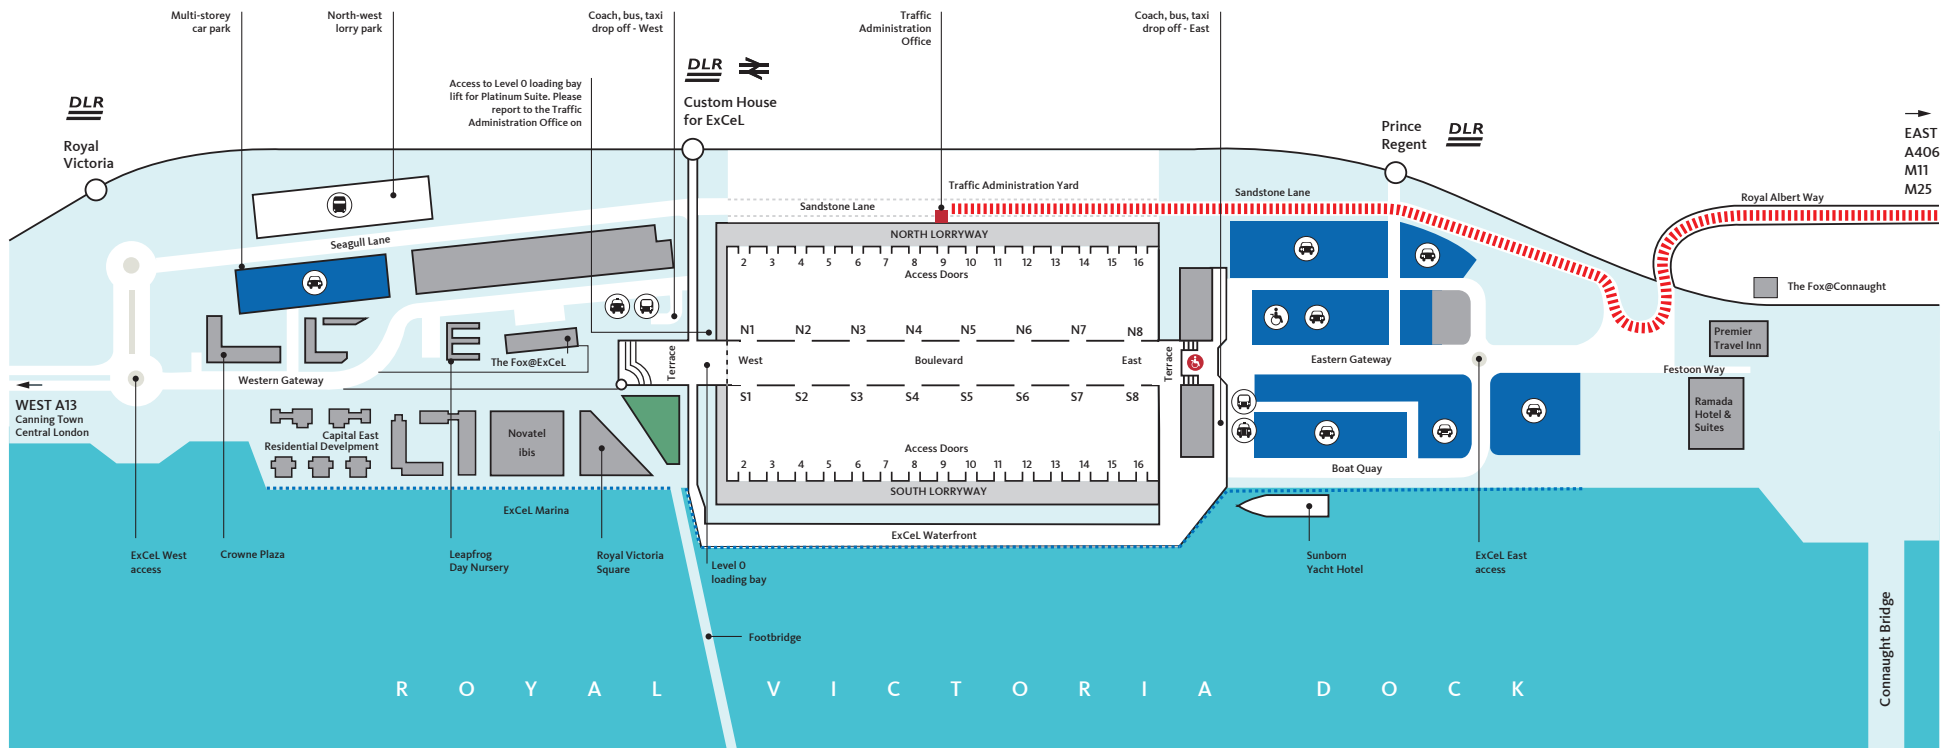 Multi-storey
car park
North-west
lorry park
Coach, bus, taxi
drop off - West
Traffic
Administration
Office
Coach, bus, taxi
drop off - East
Access to Level 0 loading bay
lift for Platinum Suite. Please
report to the Traffic
Administration Office on
DLR
Custom House
for ExCeL
DLR
Royal
Victoria
Prince
Regent
DLR
EAST
A406
M11
M25
Royal Albert Way
Traffic Administration Yard
Sandstone Lane
Sandstone Lane
Seagull Lane
NORTH LORRYWAY
2 3 4 5 6 7 8 9 10 11 12 13 14 15 16
Access Doors
The Fox@Connaught
N1 N2 N3 N4 N5 N6 N7 N8
Premier
Travel Inn
West
Boulevard
East
Terrace
Terrace
The Fox@ExCeL
Eastern Gateway
Festoon Way
Western Gateway
WEST A13
Canning Town
Central London
S1 S2 S3 S4 S5 S6 S7 S8
Ramada
Hotel &
Suites
Capital East
Residential Develpment
Novatel
ibis
Access Doors
2 3 4 5 6 7 8 9 10 11 12 13 14 15 16
SOUTH LORRYWAY
Boat Quay
ExCeL Marina
ExCeL Waterfront
ExCeL West
access
Crowne Plaza
Leapfrog
Day Nursery
Royal Victoria
Square
Level 0
loading bay
Sunborn
Yacht Hotel
ExCeL East
access
Footbridge
Connaught Bridge
ROYAL VICTORIA DOCK